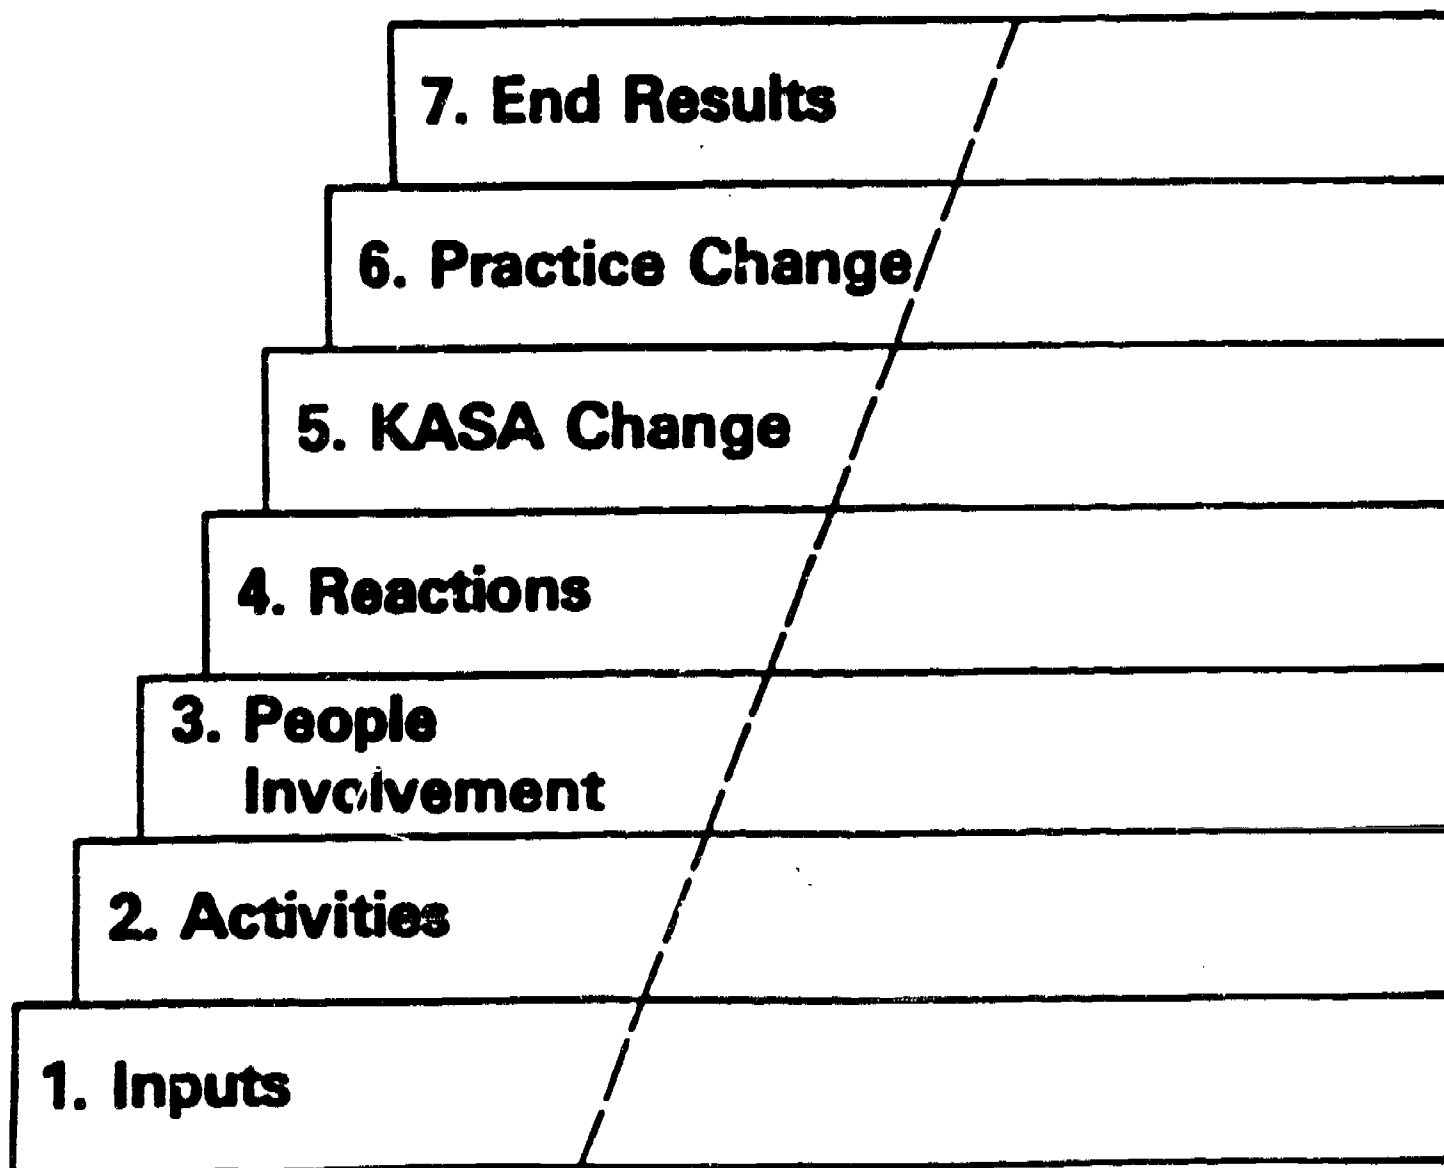 7. End Results
6. Practice Change
5. KASA Change
4. Reactions
3. People
Involvement
2. Activities
1. Inputs